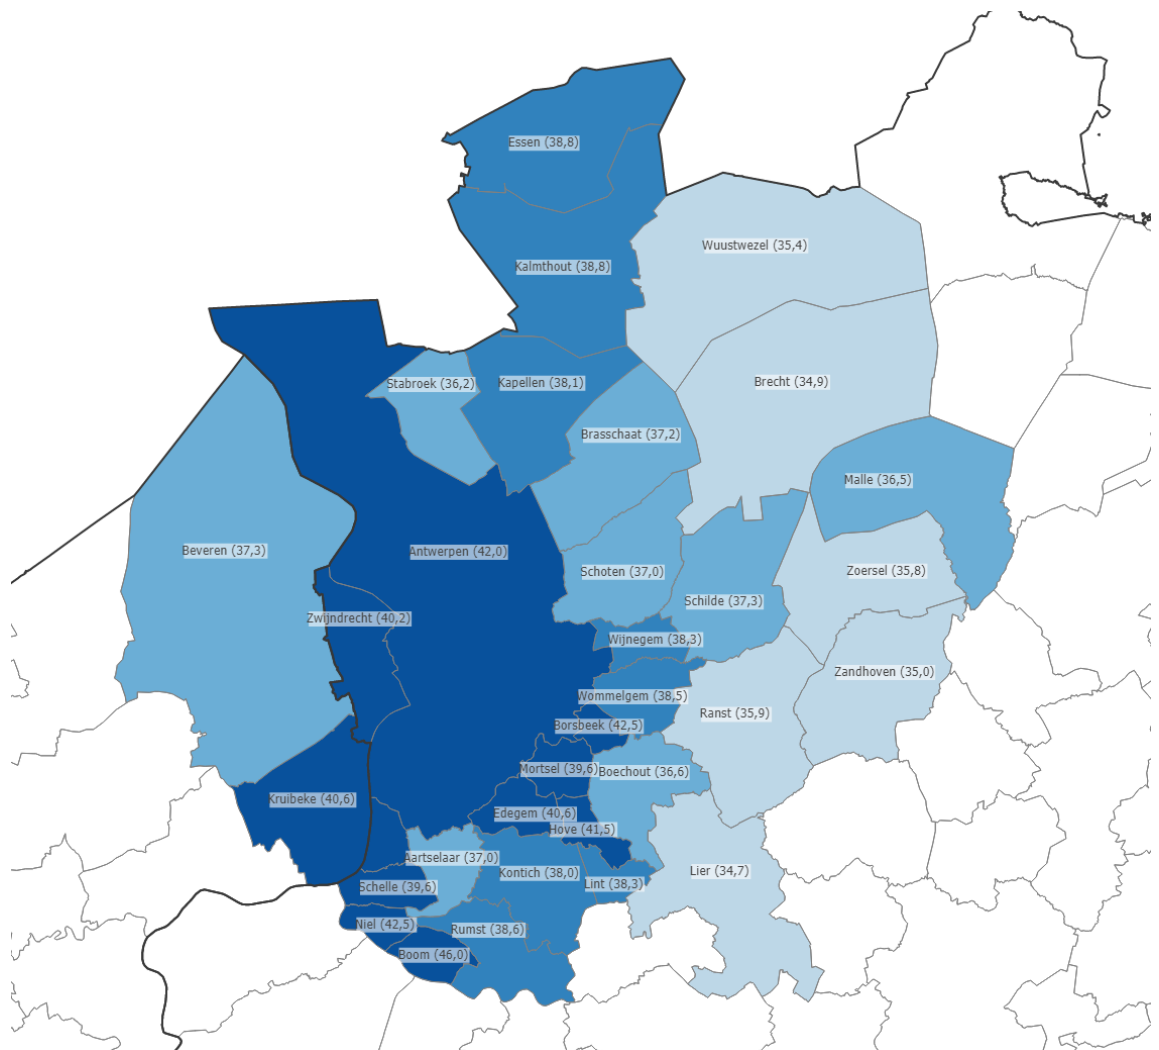 Essen (38,8)
Wuustwezel (35,4)
Kalmthout (38,8)
Stabroek (36,2)
Kapellen (38,1)
Brecht (34,9)
Brasschaat (37,2)
Malle (36,5)
Beveren (37,3)
Antwerpen (42,0)
Schoten (37,0)
Zoersel (35,8)
Schilde (37,3)
Zwijndrecht (40,2)
Wijnegem (38,3)
Zandhoven (35,0)
Wommelgem (38,5)
Ranst (35,9)
Borsbeek (42,5)
Mortsel (39,6)
Boechout (36,6)
Kruibeke (40,6)
Edegem (40,6)
Hove (41,5)
Aartselaar (37,0)
Kontich (38,0)
Lier (34,7)
Schelle (39,6)
Lint (38,3)
Niel (42,5)
Rumst (38,6)
Boom (46,0)